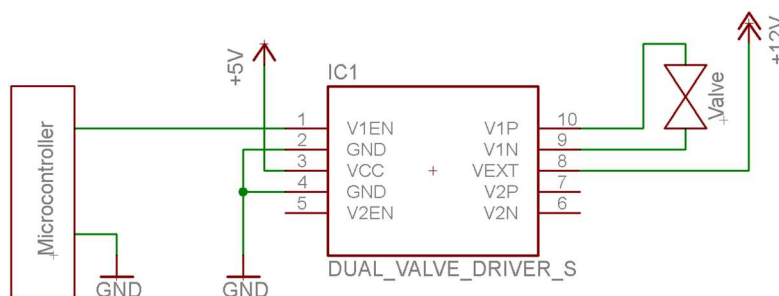 +5V
+12V
IC1
Microcontroller
1 V1EN V1P 10
2 GND V1N 9
3 VCC VEXT 8
4 GND V2P 7
5 V2EN V2N 6
Valve
DUAL_VALVE_DRIVER_S
GND
GND